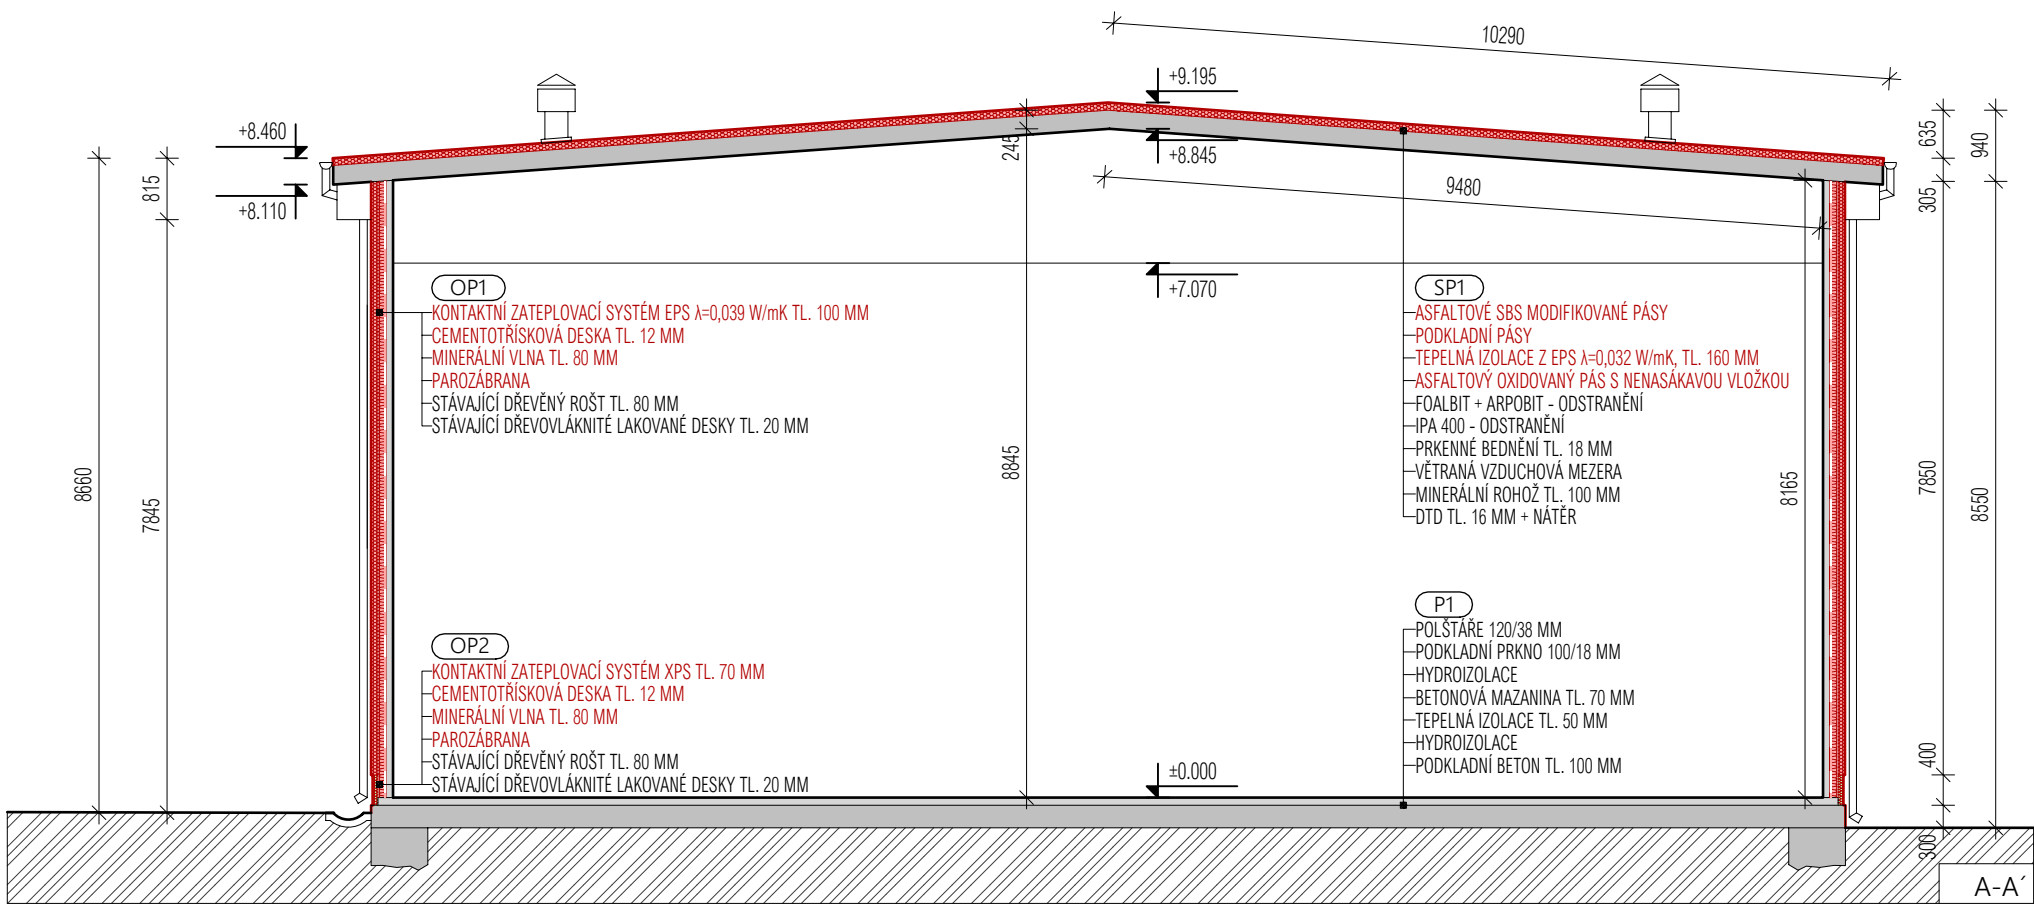 10290
+9.195
+8.460
635
940
245
+8.845
815
9480
+8.110
305
+7.070
OP1
KONTAKTNÍ ZATEPLOVACÍ SYSTÉM EPS λ=0,039 W/mK TL. 100 MM
CEMENTOTŘÍSKOVÁ DESKA TL. 12 MM
MINERÁLNÍ VLNA TL. 80 MM
PAROZÁBRANA
STÁVAJÍCÍ DŘEVĚNÝ ROŠT TL. 80 MM
STÁVAJÍCÍ DŘEVOVLÁKNITÉ LAKOVANÉ DESKY TL. 20 MM
SP1
ASFALTOVÉ SBS MODIFIKOVANÉ PÁSY
PODKLADNÍ PÁSY
TEPELNÁ IZOLACE Z EPS λ=0,032 W/mK, TL. 160 MM
ASFALTOVÝ OXIDOVANÝ PÁS S NENASÁKAVOU VLOŽKOU
FOALBIT + ARPOBIT - ODSTRANĚNÍ
IPA 400 - ODSTRANĚNÍ
PRKENNÉ BEDNĚNÍ TL. 18 MM
VĚTRANÁ VZDUCHOVÁ MEZERA
MINERÁLNÍ ROHOŽ TL. 100 MM
DTD TL. 16 MM + NÁTĚR
8660
7845
8845
8165
7850
8550
OP2
KONTAKTNÍ ZATEPLOVACÍ SYSTÉM XPS TL. 70 MM
CEMENTOTŘÍSKOVÁ DESKA TL. 12 MM
MINERÁLNÍ VLNA TL. 80 MM
PAROZÁBRANA
STÁVAJÍCÍ DŘEVĚNÝ ROŠT TL. 80 MM
STÁVAJÍCÍ DŘEVOVLÁKNITÉ LAKOVANÉ DESKY TL. 20 MM
P1
POLŠTÁŘE 120/38 MM
PODKLADNÍ PRKNO 100/18 MM
HYDROIZOLACE
BETONOVÁ MAZANINA TL. 70 MM
TEPELNÁ IZOLACE TL. 50 MM
HYDROIZOLACE
PODKLADNÍ BETON TL. 100 MM
±0.000
400
300
A-A´